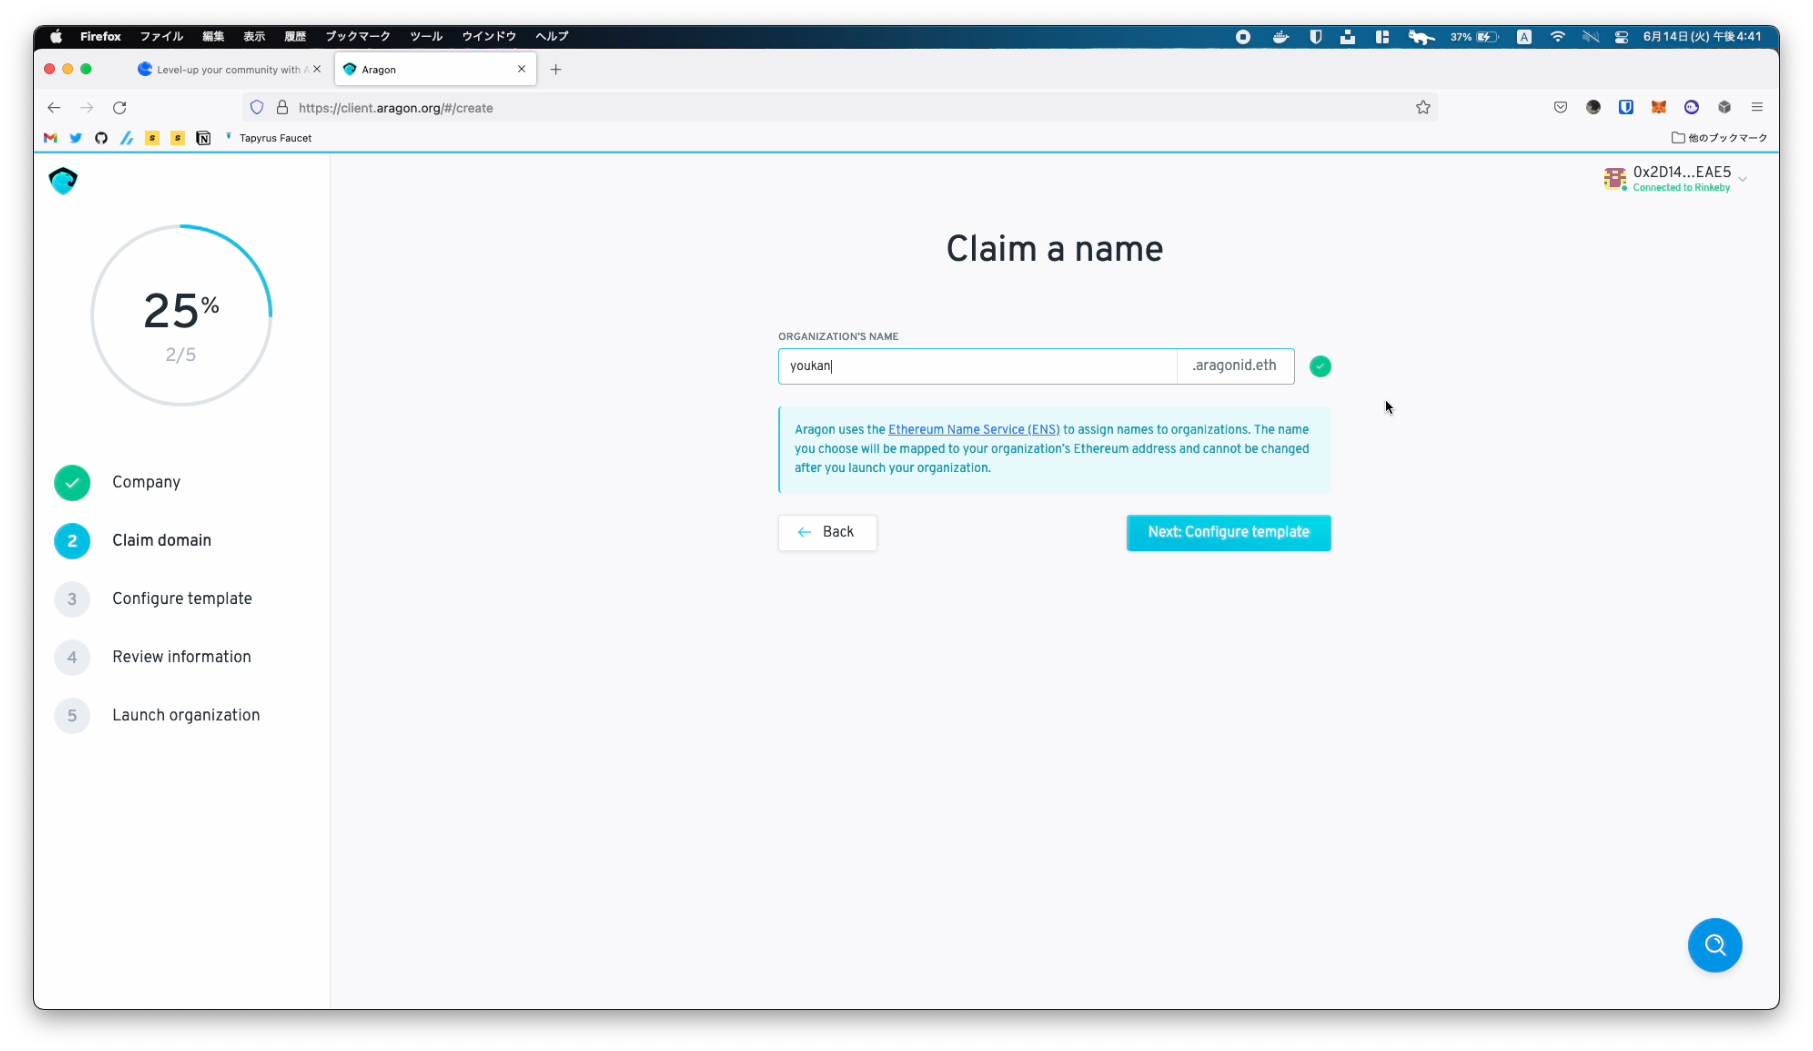 Firefox ファイル 編集 表示 履歴 ブックマーク ツール ウインドウ ヘルプ
37% A 6月14日(火) 午後4:41
Level-up your community with A
Aragon
https://client.aragon.org/#/create
S S N Tapyrus Faucet
他のブックマーク
0x2D14...EAE5
Connected to Rinkeby
25%
2/5
Company
2 Claim domain
3 Configure template
4 Review information
5 Launch organization
Claim a name
ORGANIZATION'S NAME
youkan .aragonid.eth
Aragon uses the Ethereum Name Service (ENS) to assign names to organizations. The name
you choose will be mapped to your organization's Ethereum address and cannot be changed
after you launch your organization.
← Back
Next: Configure template